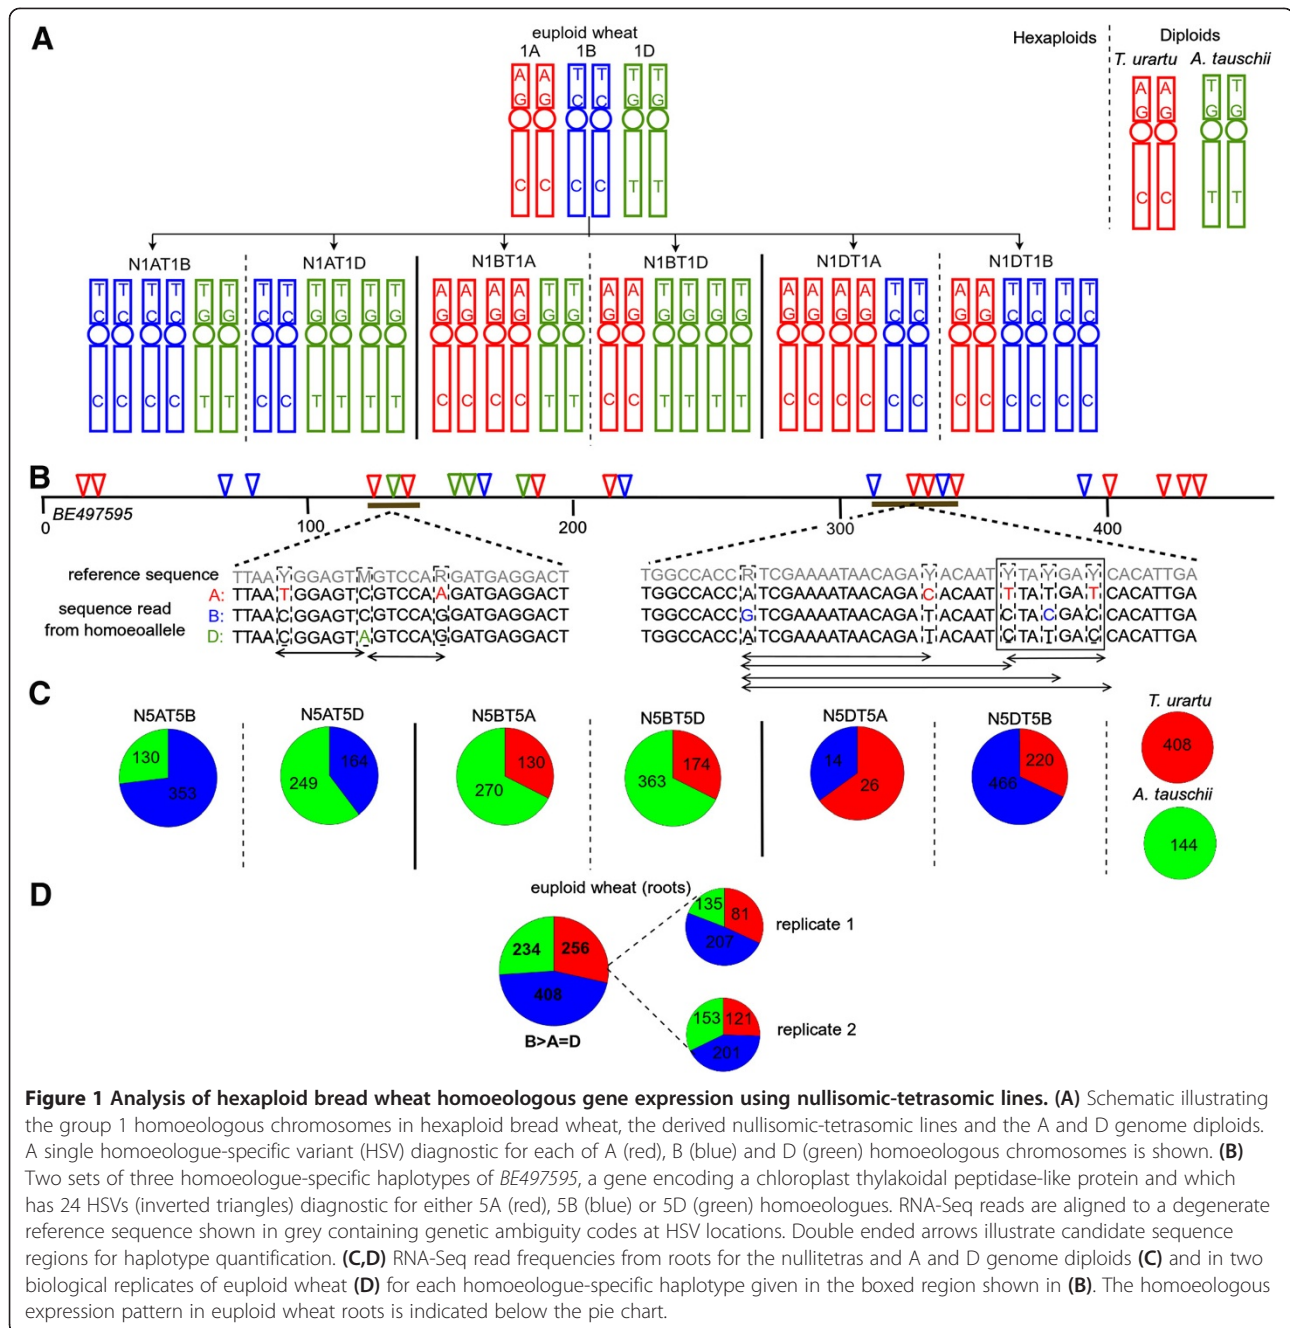 A
euploid wheat
1A 1B 1D
Hexaploids
Diploids
T. urartu A. tauschii
A A T T T T
G G C C G G
C C C C T T
A A T T
G G G G
C C T T
N1AT1B N1AT1D N1BT1A N1BT1D N1DT1A N1DT1B
T T T T T T T T T T T T A A A A T T A A T T T T A A A A T T A A T T T T
C C C C G G C C G G G G G G G G G G G G G G G G G G G G C C G G C C C C
C C C C T T C C T T T T C C C C T T C C T T T T C C C C C C C C C C C C
B
BE497595
0 100 200 300 400
reference sequence TTAAYGGAGTMGTCCARGATGAGGACT TGGCCACCRTCGAAAATAACAGAYACAATYTAYGAYCACATTGA
A: TTAATGGAGTCGTCCAAGATGAGGACT TGGCCACCATCGAAAATAACAGACACAATTTATGATCACATTGA
sequence read
B: TTAACGGAGTCGTCCAGGATGAGGACT TGGCCACCGTCGAAAATAACAGATACAATCTACGACCACATTGA
from homoeoallele
D: TTAACGGAGTAGTCCAGGATGAGGACT TGGCCACCATCGAAAATAACAGATACAATCTATGACCACATTGA
C
N5AT5B N5AT5D N5BT5A N5BT5D N5DT5A N5DT5B
T. urartu
130 353
249 164
270 130
363 174
14 26
466 220
408
A. tauschii
144
D
euploid wheat (roots)
234 256
408
B>A=D
135 81
207
replicate 1
153 121
201
replicate 2
Figure 1 Analysis of hexaploid bread wheat homoeologous gene expression using nullisomic-tetrasomic lines. (A) Schematic illustrating
the group 1 homoeologous chromosomes in hexaploid bread wheat, the derived nullisomic-tetrasomic lines and the A and D genome diploids.
A single homoeologue-specific variant (HSV) diagnostic for each of A (red), B (blue) and D (green) homoeologous chromosomes is shown. (B)
Two sets of three homoeologue-specific haplotypes of BE497595, a gene encoding a chloroplast thylakoidal peptidase-like protein and which
has 24 HSVs (inverted triangles) diagnostic for either 5A (red), 5B (blue) or 5D (green) homoeologues. RNA-Seq reads are aligned to a degenerate
reference sequence shown in grey containing genetic ambiguity codes at HSV locations. Double ended arrows illustrate candidate sequence
regions for haplotype quantification. (C,D) RNA-Seq read frequencies from roots for the nullitetras and A and D genome diploids (C) and in two
biological replicates of euploid wheat (D) for each homoeologue-specific haplotype given in the boxed region shown in (B). The homoeologous
expression pattern in euploid wheat roots is indicated below the pie chart.